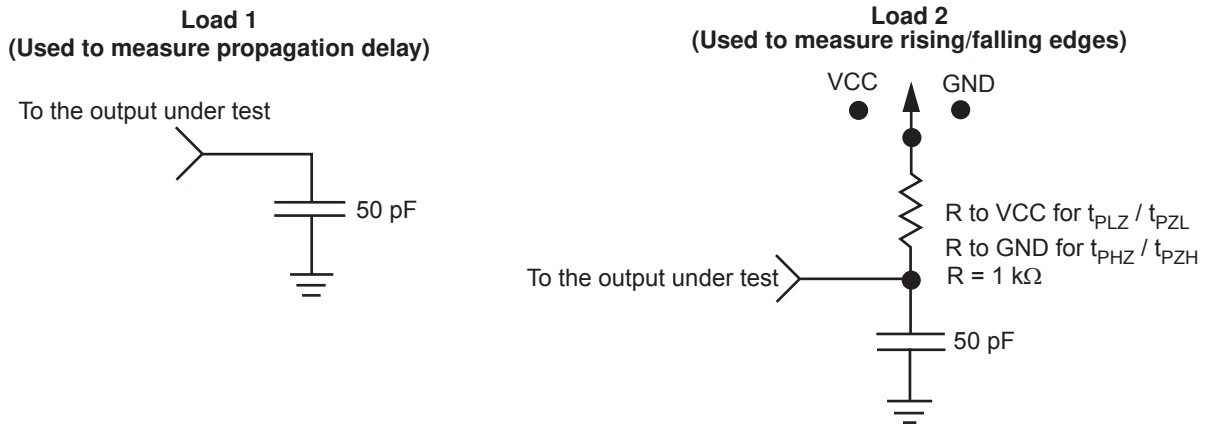 Load 1
(Used to measure propagation delay)
To the output under test
50 pF
Load 2
(Used to measure rising/falling edges)
VCC
GND
R to VCC for tPLZ / tPZL
R to GND for tPHZ / tPZH
R = 1 kΩ
To the output under test
50 pF